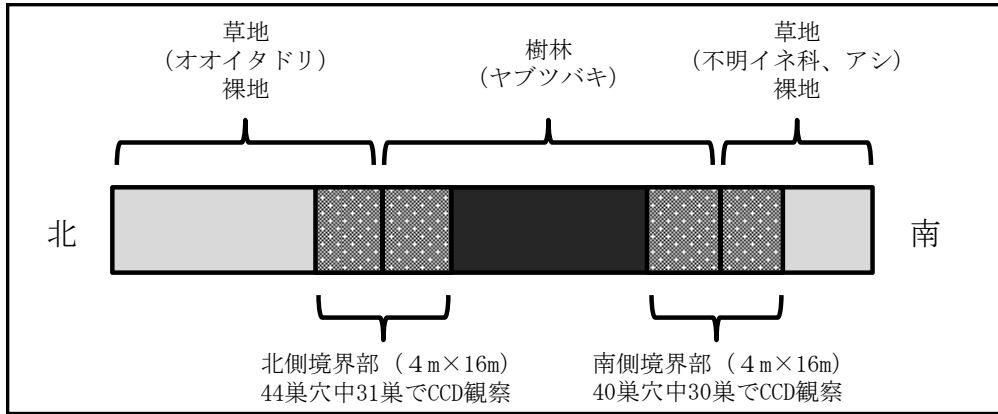 草地
(オオイタドリ)
裸地
樹林
(ヤブツバキ)
草地
(不明イネ科、アシ)
裸地
北
南
北側境界部(4m×16m)
44巣穴中31巣でCCD観察
南側境界部(4m×16m)
40巣穴中30巣でCCD観察